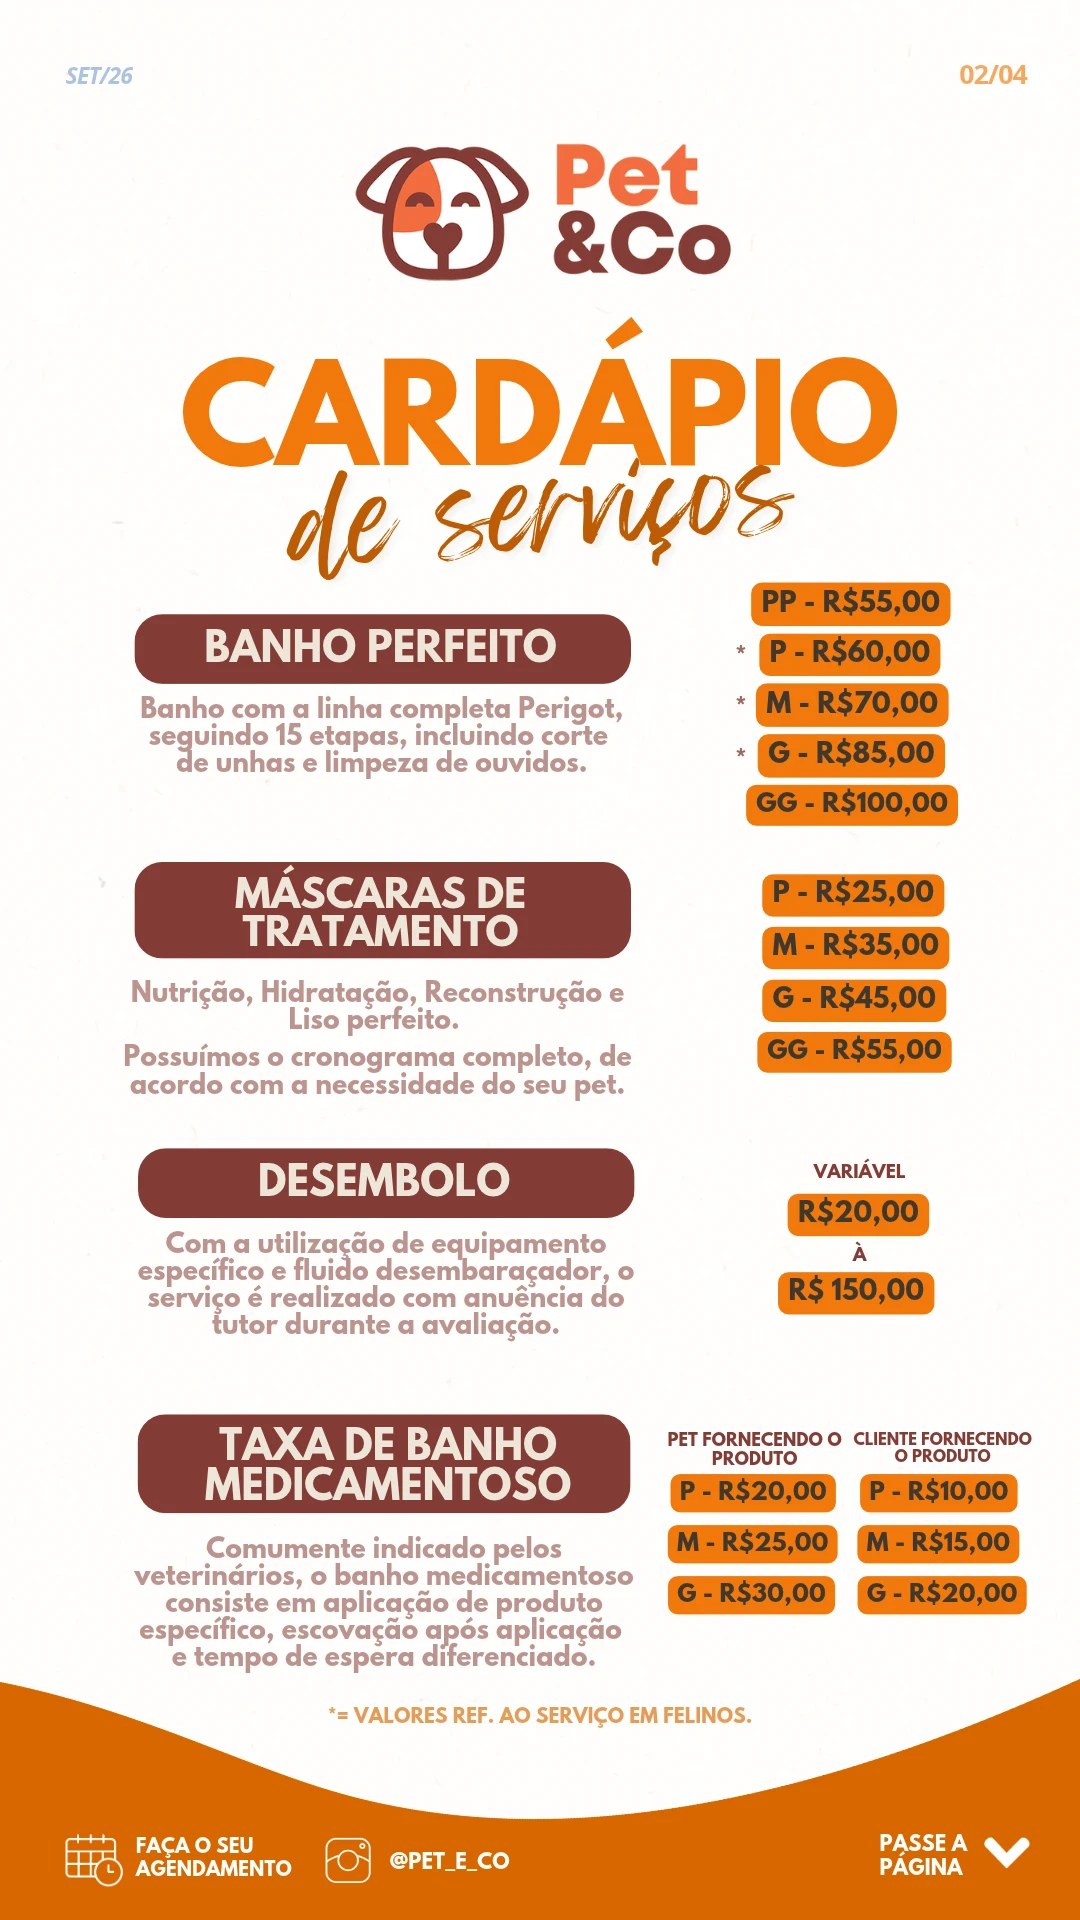 SET/26
02/04
Pet
&Co
CARDÁPIO
de serviços
BANHO PERFEITO
Banho com a linha completa Perigot,
seguindo 15 etapas, incluindo corte
de unhas e limpeza de ouvidos.
PP - R$55,00
* P - R$60,00
* M - R$70,00
* G - R$85,00
GG - R$100,00
MÁSCARAS DE
TRATAMENTO
Nutrição, Hidratação, Reconstrução e
Liso perfeito.
Possuímos o cronograma completo, de
acordo com a necessidade do seu pet.
P - R$25,00
M - R$35,00
G - R$45,00
GG - R$55,00
DESEMBOLO
Com a utilização de equipamento
específico e fluido desembaraçador, o
serviço é realizado com anuência do
tutor durante a avaliação.
VARIÁVEL
R$20,00
À
R$ 150,00
TAXA DE BANHO
MEDICAMENTOSO
Comumente indicado pelos
veterinários, o banho medicamentoso
consiste em aplicação de produto
específico, escovação após aplicação
e tempo de espera diferenciado.
PET FORNECENDO O
PRODUTO
P - R$20,00
M - R$25,00
G - R$30,00
CLIENTE FORNECENDO
O PRODUTO
P - R$10,00
M - R$15,00
G - R$20,00
*= VALORES REF. AO SERVIÇO EM FELINOS.
FAÇA O SEU
AGENDAMENTO
@PET_E_CO
PASSE A
PÁGINA